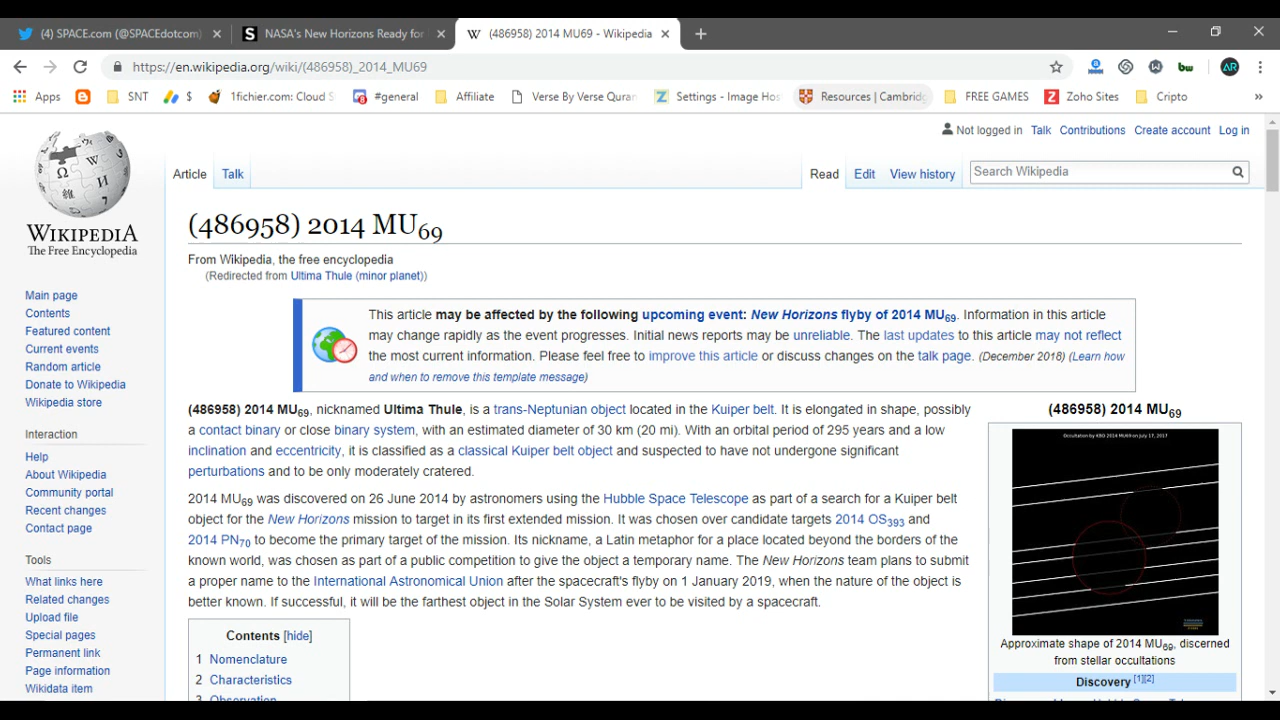 (4) SPACE.com (@SPACEdotcom)
NASA's New Horizons Ready for
(486958) 2014 MU69 - Wikipedia
https://en.wikipedia.org/wiki/(486958)_2014_MU69
Apps SNT $ 1fichier.com: Cloud S #general Affiliate Verse By Verse Quran Settings - Image Hos Resources | Cambridg FREE GAMES Zoho Sites Cripto »
Not logged in Talk Contributions Create account Log in
Article Talk Read Edit View history Search Wikipedia
WIKIPEDIA
The Free Encyclopedia
Main page
Contents
Featured content
Current events
Random article
Donate to Wikipedia
Wikipedia store
Interaction
Help
About Wikipedia
Community portal
Recent changes
Contact page
Tools
What links here
Related changes
Upload file
Special pages
Permanent link
Page information
Wikidata item
(486958) 2014 MU69
From Wikipedia, the free encyclopedia
(Redirected from Ultima Thule (minor planet))
This article may be affected by the following upcoming event: New Horizons flyby of 2014 MU69. Information in this article
may change rapidly as the event progresses. Initial news reports may be unreliable. The last updates to this article may not reflect
the most current information. Please feel free to improve this article or discuss changes on the talk page. (December 2018) (Learn how
and when to remove this template message)
(486958) 2014 MU69, nicknamed Ultima Thule, is a trans-Neptunian object located in the Kuiper belt. It is elongated in shape, possibly
a contact binary or close binary system, with an estimated diameter of 30 km (20 mi). With an orbital period of 295 years and a low
inclination and eccentricity, it is classified as a classical Kuiper belt object and suspected to have not undergone significant
perturbations and to be only moderately cratered.
2014 MU69 was discovered on 26 June 2014 by astronomers using the Hubble Space Telescope as part of a search for a Kuiper belt
object for the New Horizons mission to target in its first extended mission. It was chosen over candidate targets 2014 OS393 and
2014 PN70 to become the primary target of the mission. Its nickname, a Latin metaphor for a place located beyond the borders of the
known world, was chosen as part of a public competition to give the object a temporary name. The New Horizons team plans to submit
a proper name to the International Astronomical Union after the spacecraft's flyby on 1 January 2019, when the nature of the object is
better known. If successful, it will be the farthest object in the Solar System ever to be visited by a spacecraft.
Contents [hide]
1 Nomenclature
2 Characteristics
3 Observation
(486958) 2014 MU69
Occultation by KBO 2014 MU69 on July 17, 2017
Approximate shape of 2014 MU69, discerned
from stellar occultations
Discovery [1][2]